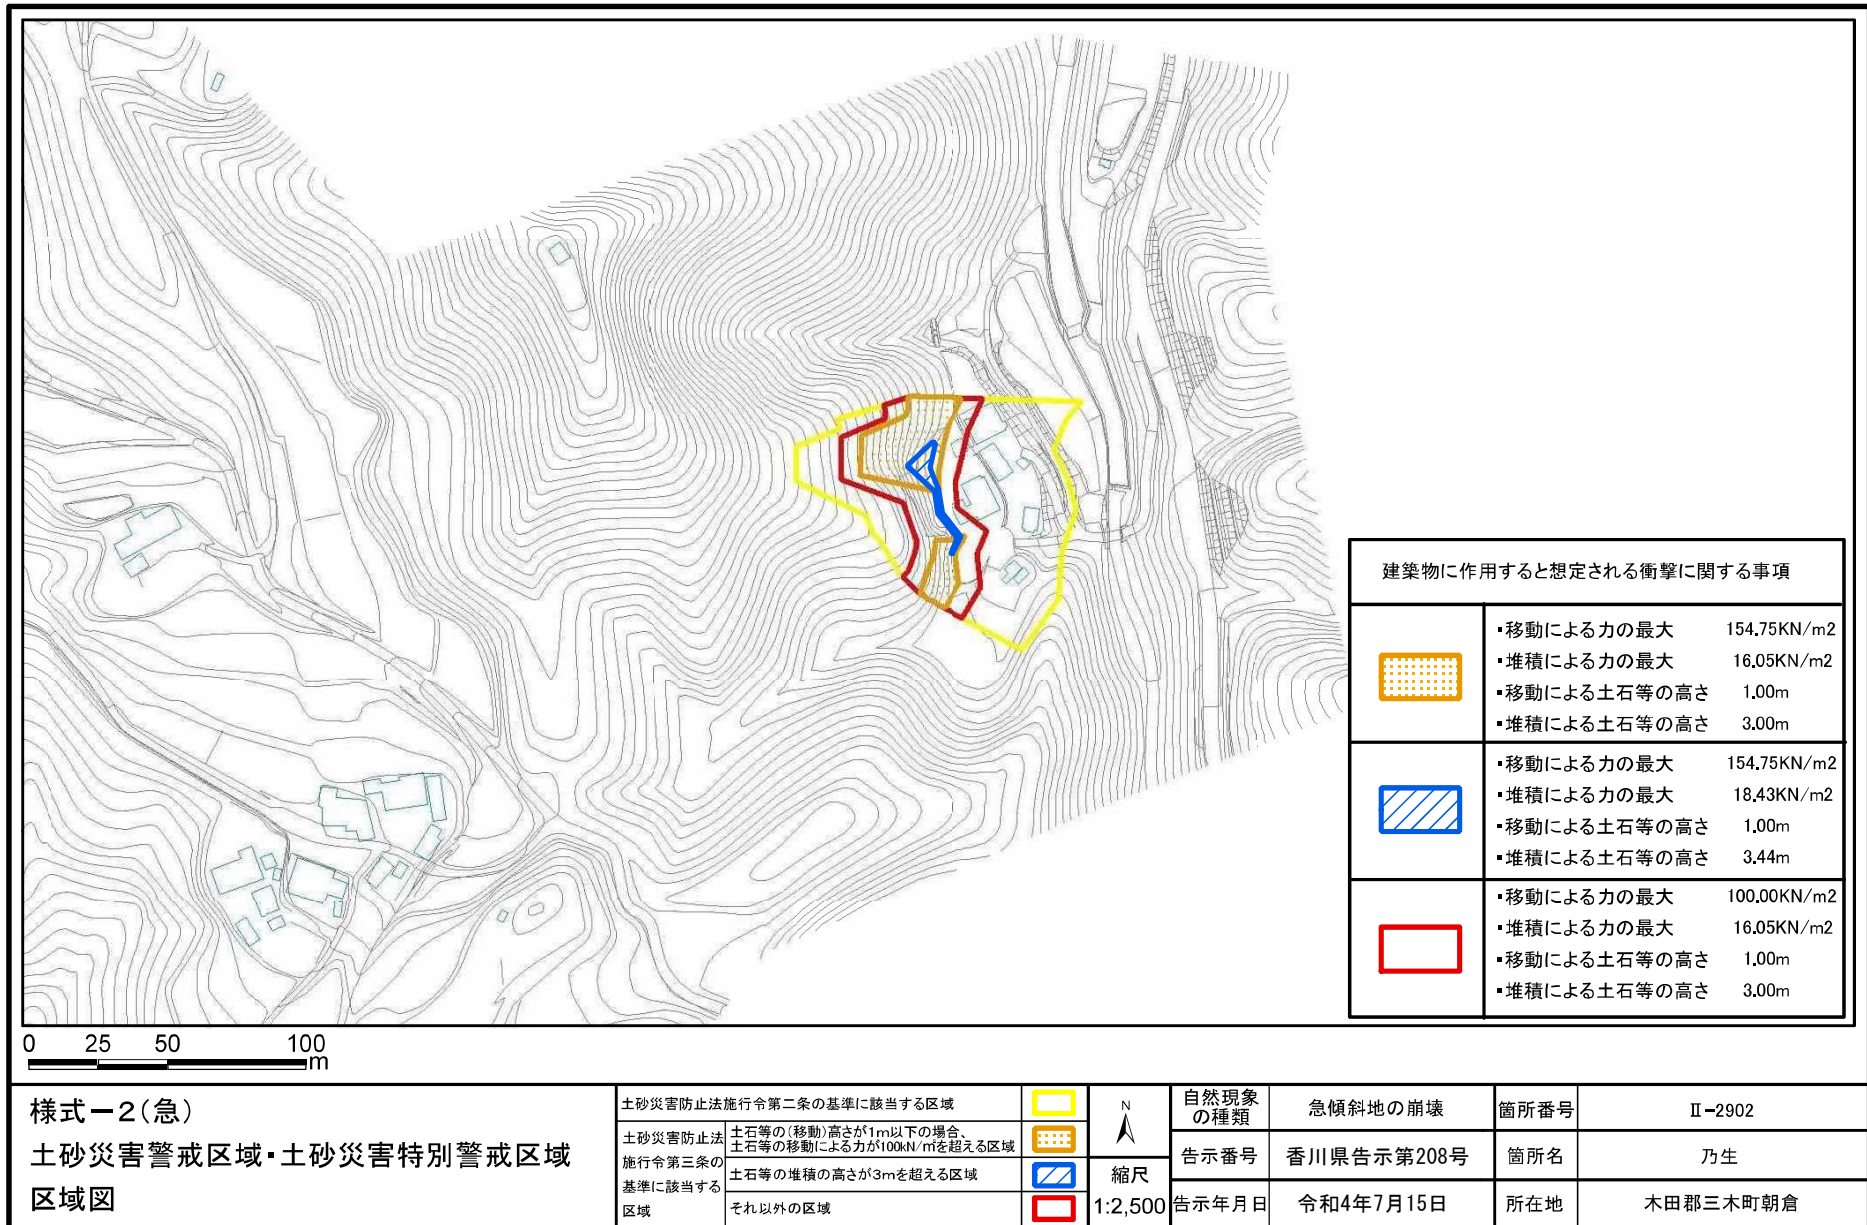 建築物に作用すると想定される衝撃に関する事項
・移動による力の最大 154.75KN/m2
・堆積による力の最大 16.05KN/m2
・移動による土石等の高さ 1.00m
・堆積による土石等の高さ 3.00m
・移動による力の最大 154.75KN/m2
・堆積による力の最大 18.43KN/m2
・移動による土石等の高さ 1.00m
・堆積による土石等の高さ 3.44m
・移動による力の最大 100.00KN/m2
・堆積による力の最大 16.05KN/m2
・移動による土石等の高さ 1.00m
・堆積による土石等の高さ 3.00m
0 25 50 100
m
様式－2(急)
土砂災害警戒区域・土砂災害特別警戒区域
区域図
土砂災害防止法施行令第二条の基準に該当する区域
土砂災害防止法
施行令第三条の
基準に該当する
区域
土石等の(移動)高さが1m以下の場合、
土石等の移動による力が100kN/㎡を超える区域
土石等の堆積の高さが3mを超える区域
それ以外の区域
N
縮尺
1:2,500
自然現象
の種類
急傾斜地の崩壊
箇所番号
Ⅱ-2902
告示番号
香川県告示第208号
箇所名
乃生
告示年月日
令和4年7月15日
所在地
木田郡三木町朝倉